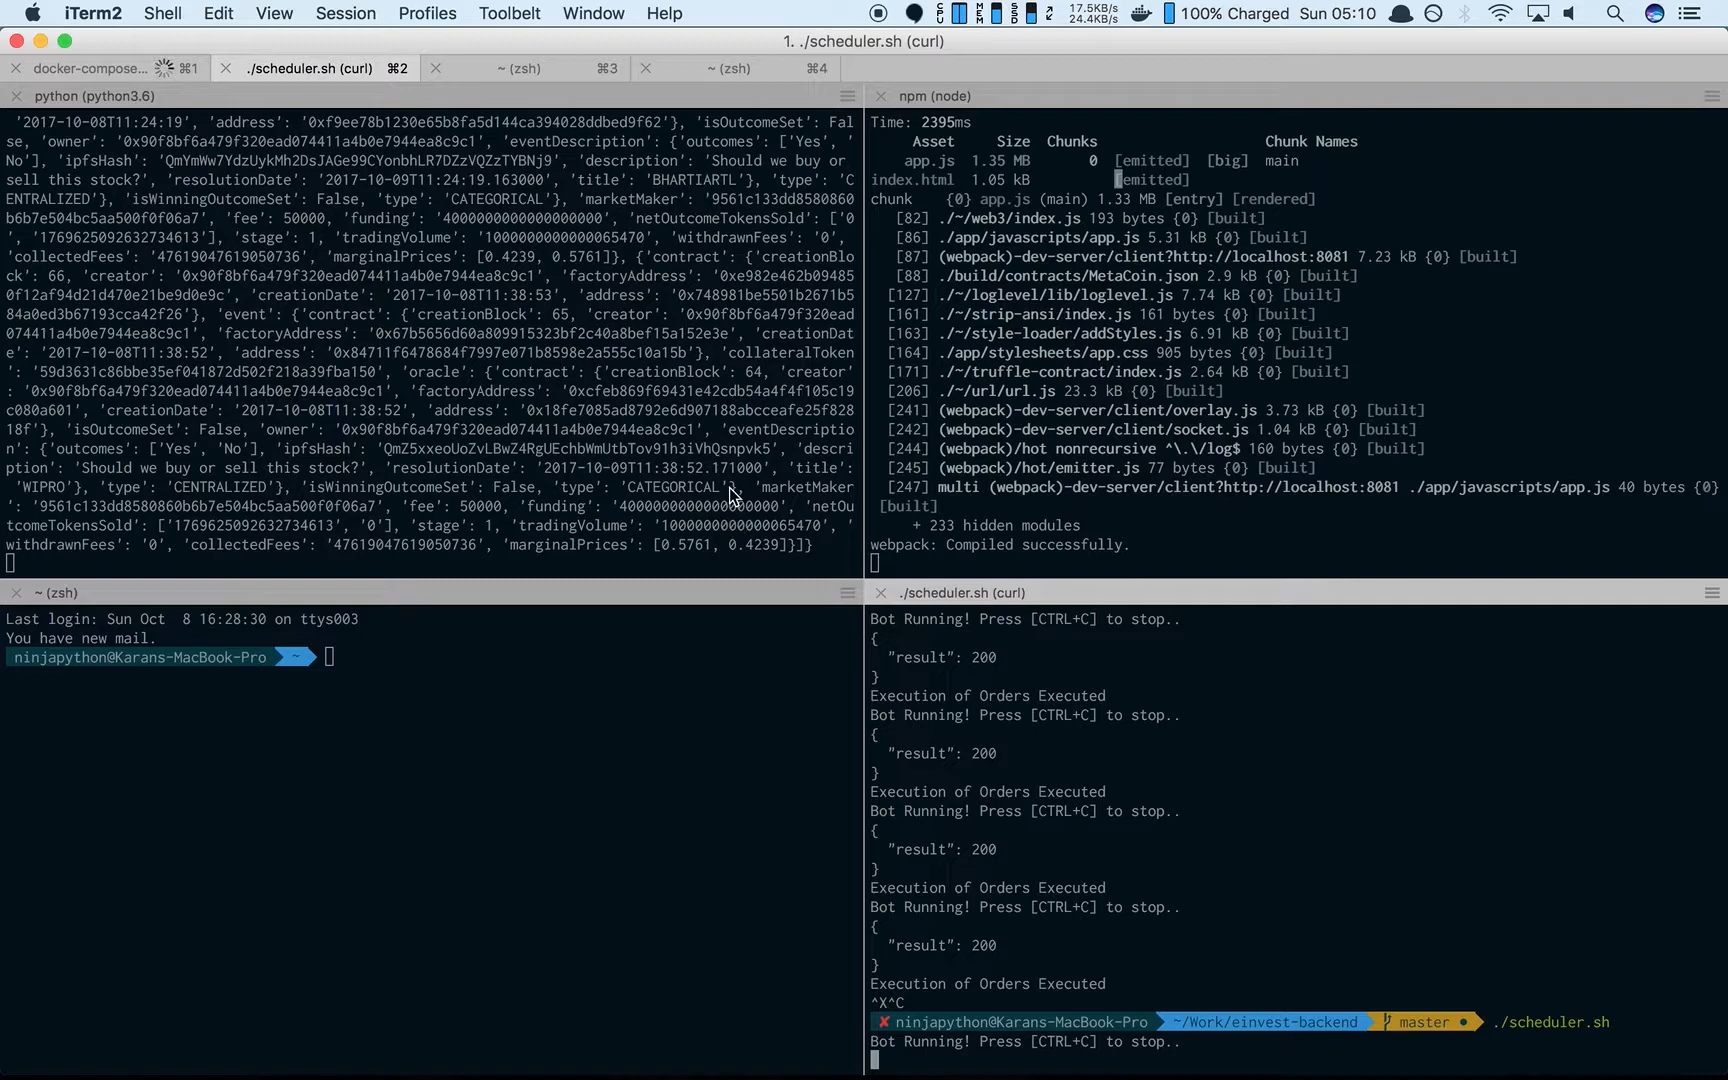 iTerm2 Shell Edit View Session Profiles Toolbelt Window Help
17.5KB/s
24.4KB/s
100% Charged Sun 05:10
1. ./scheduler.sh (curl)
docker-compose... ⌘1 ./scheduler.sh (curl) ⌘2 ~ (zsh) ⌘3 ~ (zsh) ⌘4
python (python3.6)
'2017-10-08T11:24:19', 'address': '0xf9ee78b1230e65b8fa5d144ca394028ddbed9f62'}, 'isOutcomeSet': Fal
se, 'owner': '0x90f8bf6a479f320ead074411a4b0e7944ea8c9c1', 'eventDescription': {'outcomes': ['Yes', '
No'], 'ipfsHash': 'QmYmWw7YdzUykMh2DsJAGe99CYonbhLR7DZzVQZzTYBNj9', 'description': 'Should we buy or
sell this stock?', 'resolutionDate': '2017-10-09T11:24:19.163000', 'title': 'BHARTIARTL'}, 'type': 'C
ENTRALIZED'}, 'isWinningOutcomeSet': False, 'type': 'CATEGORICAL'}, 'marketMaker': '9561c133dd8580860
b6b7e504bc5aa500f0f06a7', 'fee': 50000, 'funding': '4000000000000000000', 'netOutcomeTokensSold': ['0
', '1769625092632734613'], 'stage': 1, 'tradingVolume': '1000000000000065470', 'withdrawnFees': '0',
'collectedFees': '47619047619050736', 'marginalPrices': [0.4239, 0.5761]}, {'contract': {'creationBlo
ck': 66, 'creator': '0x90f8bf6a479f320ead074411a4b0e7944ea8c9c1', 'factoryAddress': '0xe982e462b09485
0f12af94d21d470e21be9d0e9c', 'creationDate': '2017-10-08T11:38:53', 'address': '0x748981be5501b2671b5
84a0ed3b67193cca42f26'}, 'event': {'contract': {'creationBlock': 65, 'creator': '0x90f8bf6a479f320ead
074411a4b0e7944ea8c9c1', 'factoryAddress': '0x67b5656d60a809915323bf2c40a8bef15a152e3e', 'creationDat
e': '2017-10-08T11:38:52', 'address': '0x84711f6478684f7997e071b8598e2a555c10a15b'}, 'collateralToken
': '59d3631c86bbe35ef041872d502f218a39fba150', 'oracle': {'contract': {'creationBlock': 64, 'creator':
'0x90f8bf6a479f320ead074411a4b0e7944ea8c9c1', 'factoryAddress': '0xcfeb869f69431e42cdb54a4f4f105c19
c080a601', 'creationDate': '2017-10-08T11:38:52', 'address': '0x18fe7085ad8792e6d907188abcceafe25f828
18f'}, 'isOutcomeSet': False, 'owner': '0x90f8bf6a479f320ead074411a4b0e7944ea8c9c1', 'eventDescriptio
n': {'outcomes': ['Yes', 'No'], 'ipfsHash': 'QmZ5xxeoUoZvLBwZ4RgUEchbWmUtbTov91h3iVhQsnpvk5', 'descri
ption': 'Should we buy or sell this stock?', 'resolutionDate': '2017-10-09T11:38:52.171000', 'title':
'WIPRO'}, 'type': 'CENTRALIZED'}, 'isWinningOutcomeSet': False, 'type': 'CATEGORICAL'}, 'marketMaker':
'9561c133dd8580860b6b7e504bc5aa500f0f06a7', 'fee': 50000, 'funding': '4000000000000000000', 'netOu
tcomeTokensSold': ['1769625092632734613', '0'], 'stage': 1, 'tradingVolume': '1000000000000065470', '
withdrawnFees': '0', 'collectedFees': '47619047619050736', 'marginalPrices': [0.5761, 0.4239]}]}
npm (node)
Time: 2395ms
Asset Size Chunks Chunk Names
app.js 1.35 MB 0 [emitted] [big] main
index.html 1.05 kB [emitted]
chunk {0} app.js (main) 1.33 MB [entry] [rendered]
[82] ./~/web3/index.js 193 bytes {0} [built]
[86] ./app/javascripts/app.js 5.31 kB {0} [built]
[87] (webpack)-dev-server/client?http://localhost:8081 7.23 kB {0} [built]
[88] ./build/contracts/MetaCoin.json 2.9 kB {0} [built]
[127] ./~/loglevel/lib/loglevel.js 7.74 kB {0} [built]
[161] ./~/strip-ansi/index.js 161 bytes {0} [built]
[163] ./~/style-loader/addStyles.js 6.91 kB {0} [built]
[164] ./app/stylesheets/app.css 905 bytes {0} [built]
[171] ./~/truffle-contract/index.js 2.64 kB {0} [built]
[206] ./~/url/url.js 23.3 kB {0} [built]
[241] (webpack)-dev-server/client/overlay.js 3.73 kB {0} [built]
[242] (webpack)-dev-server/client/socket.js 1.04 kB {0} [built]
[244] (webpack)/hot nonrecursive ^\.\/log$ 160 bytes {0} [built]
[245] (webpack)/hot/emitter.js 77 bytes {0} [built]
[247] multi (webpack)-dev-server/client?http://localhost:8081 ./app/javascripts/app.js 40 bytes {0}
[built]
+ 233 hidden modules
webpack: Compiled successfully.
~ (zsh)
Last login: Sun Oct  8 16:28:30 on ttys003
You have new mail.
ninjapython@Karans-MacBook-Pro ~
./scheduler.sh (curl)
Bot Running! Press [CTRL+C] to stop..
{
"result": 200
}
Execution of Orders Executed
Bot Running! Press [CTRL+C] to stop..
{
"result": 200
}
Execution of Orders Executed
Bot Running! Press [CTRL+C] to stop..
{
"result": 200
}
Execution of Orders Executed
Bot Running! Press [CTRL+C] to stop..
{
"result": 200
}
Execution of Orders Executed
^X^C
✘ ninjapython@Karans-MacBook-Pro ~/Work/einvest-backend master ● ./scheduler.sh
Bot Running! Press [CTRL+C] to stop..